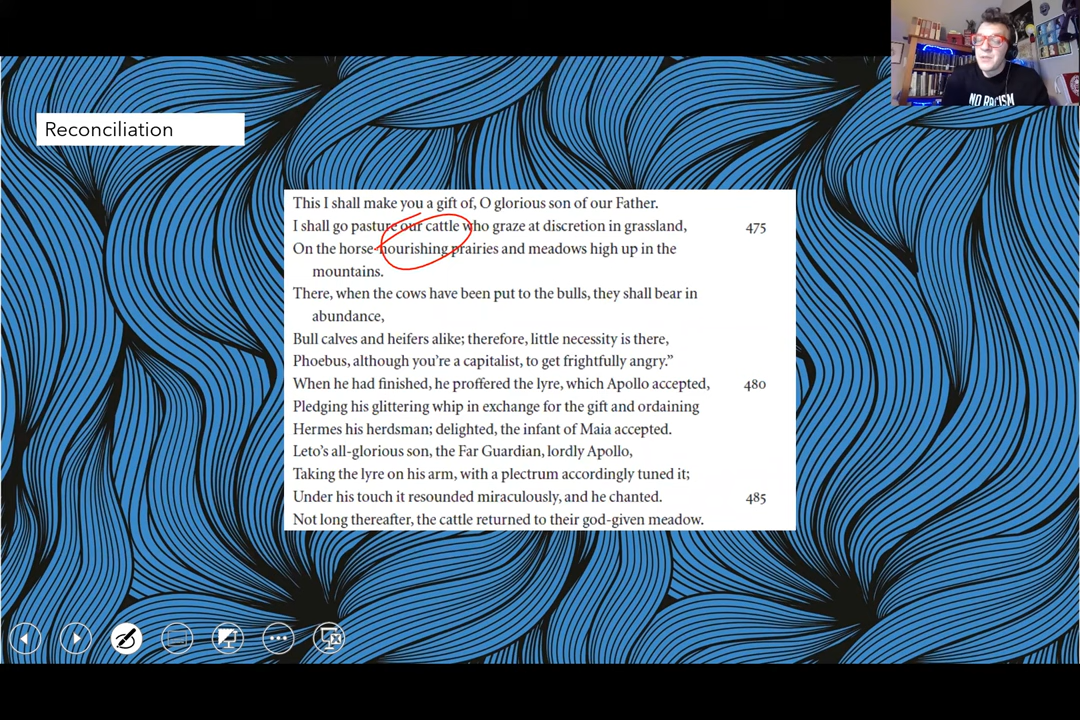 NO RACISM
Reconciliation
This I shall make you a gift of, O glorious son of our Father.
I shall go pasture our cattle who graze at discretion in grassland, 475
On the horse-nourishing prairies and meadows high up in the
mountains.
There, when the cows have been put to the bulls, they shall bear in
abundance,
Bull calves and heifers alike; therefore, little necessity is there,
Phoebus, although you’re a capitalist, to get frightfully angry.”
When he had finished, he proffered the lyre, which Apollo accepted, 480
Pledging his glittering whip in exchange for the gift and ordaining
Hermes his herdsman; delighted, the infant of Maia accepted.
Leto’s all-glorious son, the Far Guardian, lordly Apollo,
Taking the lyre on his arm, with a plectrum accordingly tuned it;
Under his touch it resounded miraculously, and he chanted. 485
Not long thereafter, the cattle returned to their god-given meadow.